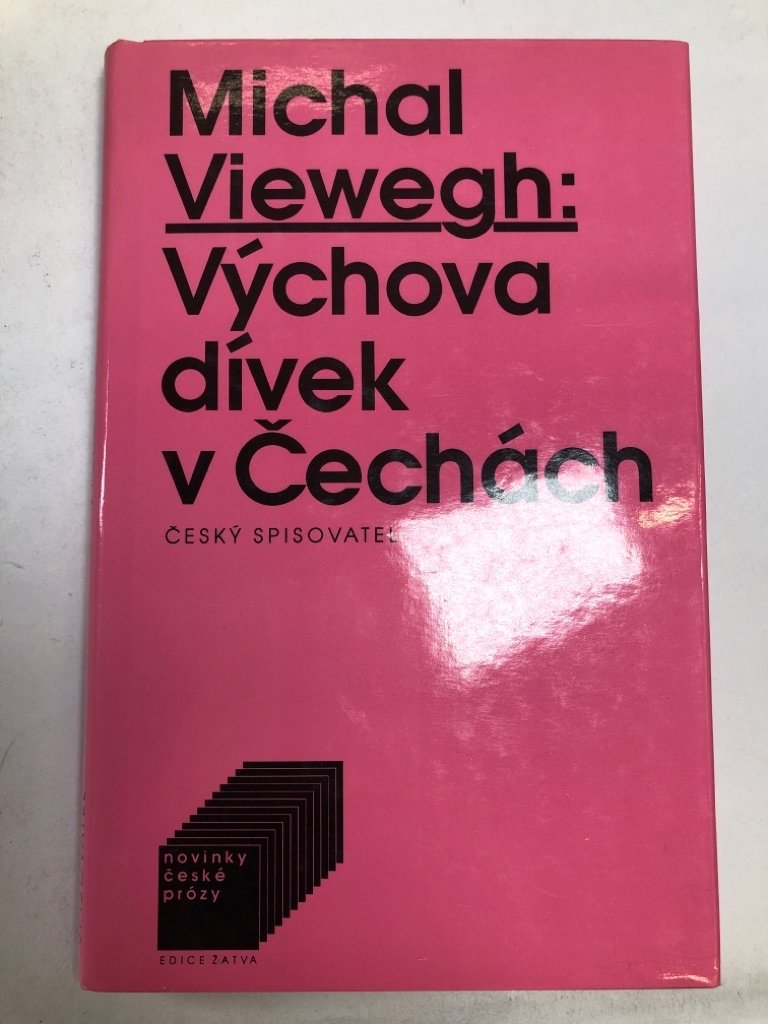 Michal
Viewegh:
Výchova
dívek
v Čechách
ČESKÝ SPISOVATEL
novinky
české
prózy
EDICE ŽATVA